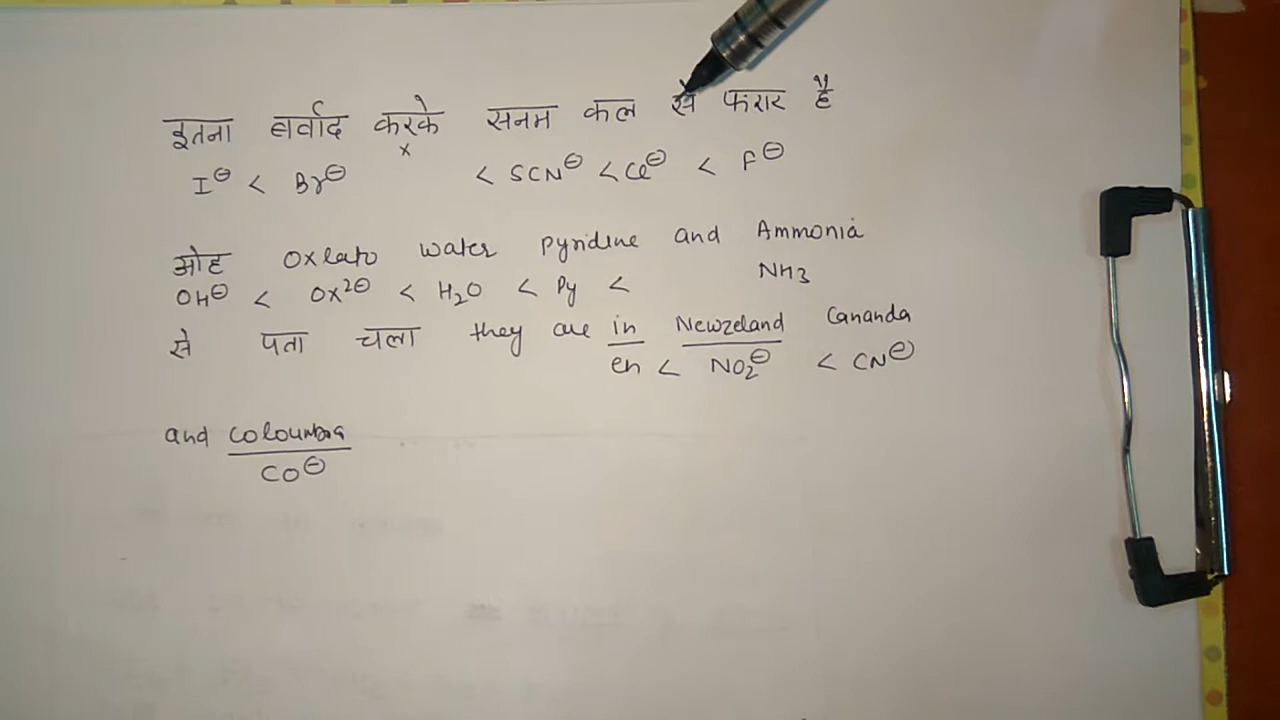 इतना बर्वाद करके सनम कल से फरार है
x
I⊖ < Br⊖ < SCN⊖ < Cl⊖ < F⊖
ओह Oxlato water pyridine and Ammonia
OH⊖ < Ox²⊖ < H₂O < Py < NH₃
से पता चला they are in Newzeland Cananda
en < NO₂⊖ < CN⊖
and Coloumbia
CO⊖